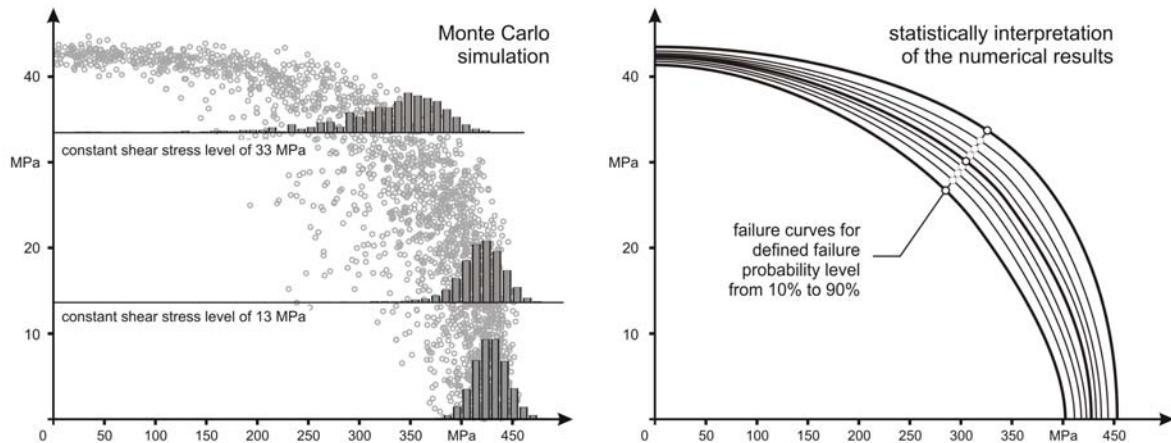 Monte Carlo
simulation
40
constant shear stress level of 33 MPa
MPa
20
constant shear stress level of 13 MPa
10
0 50 100 150 200 250 300 350 MPa 450
statistically interpretation
of the numerical results
40
MPa
failure curves for
defined failure
probability level
from 10% to 90%
20
10
0 50 100 150 200 250 300 350 MPa 450